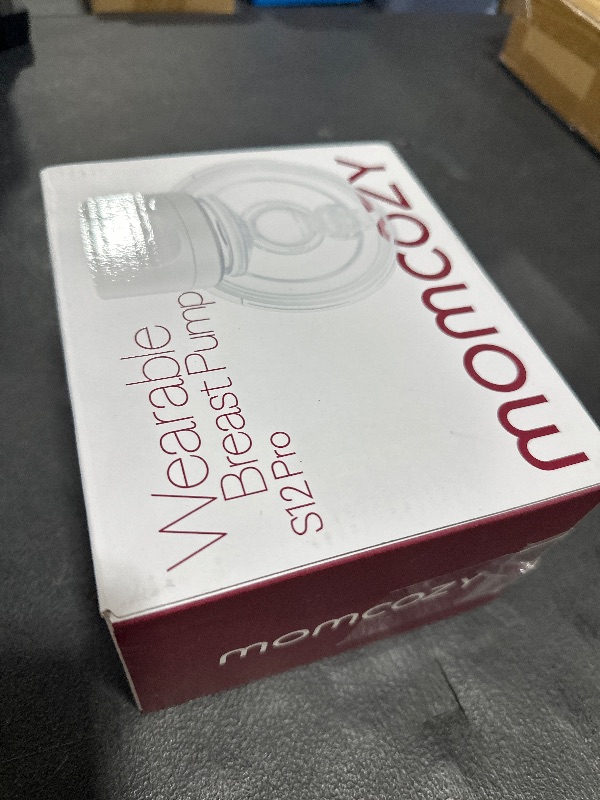 momcozy
Wearable
Breast Pump
S12 Pro
momcozy